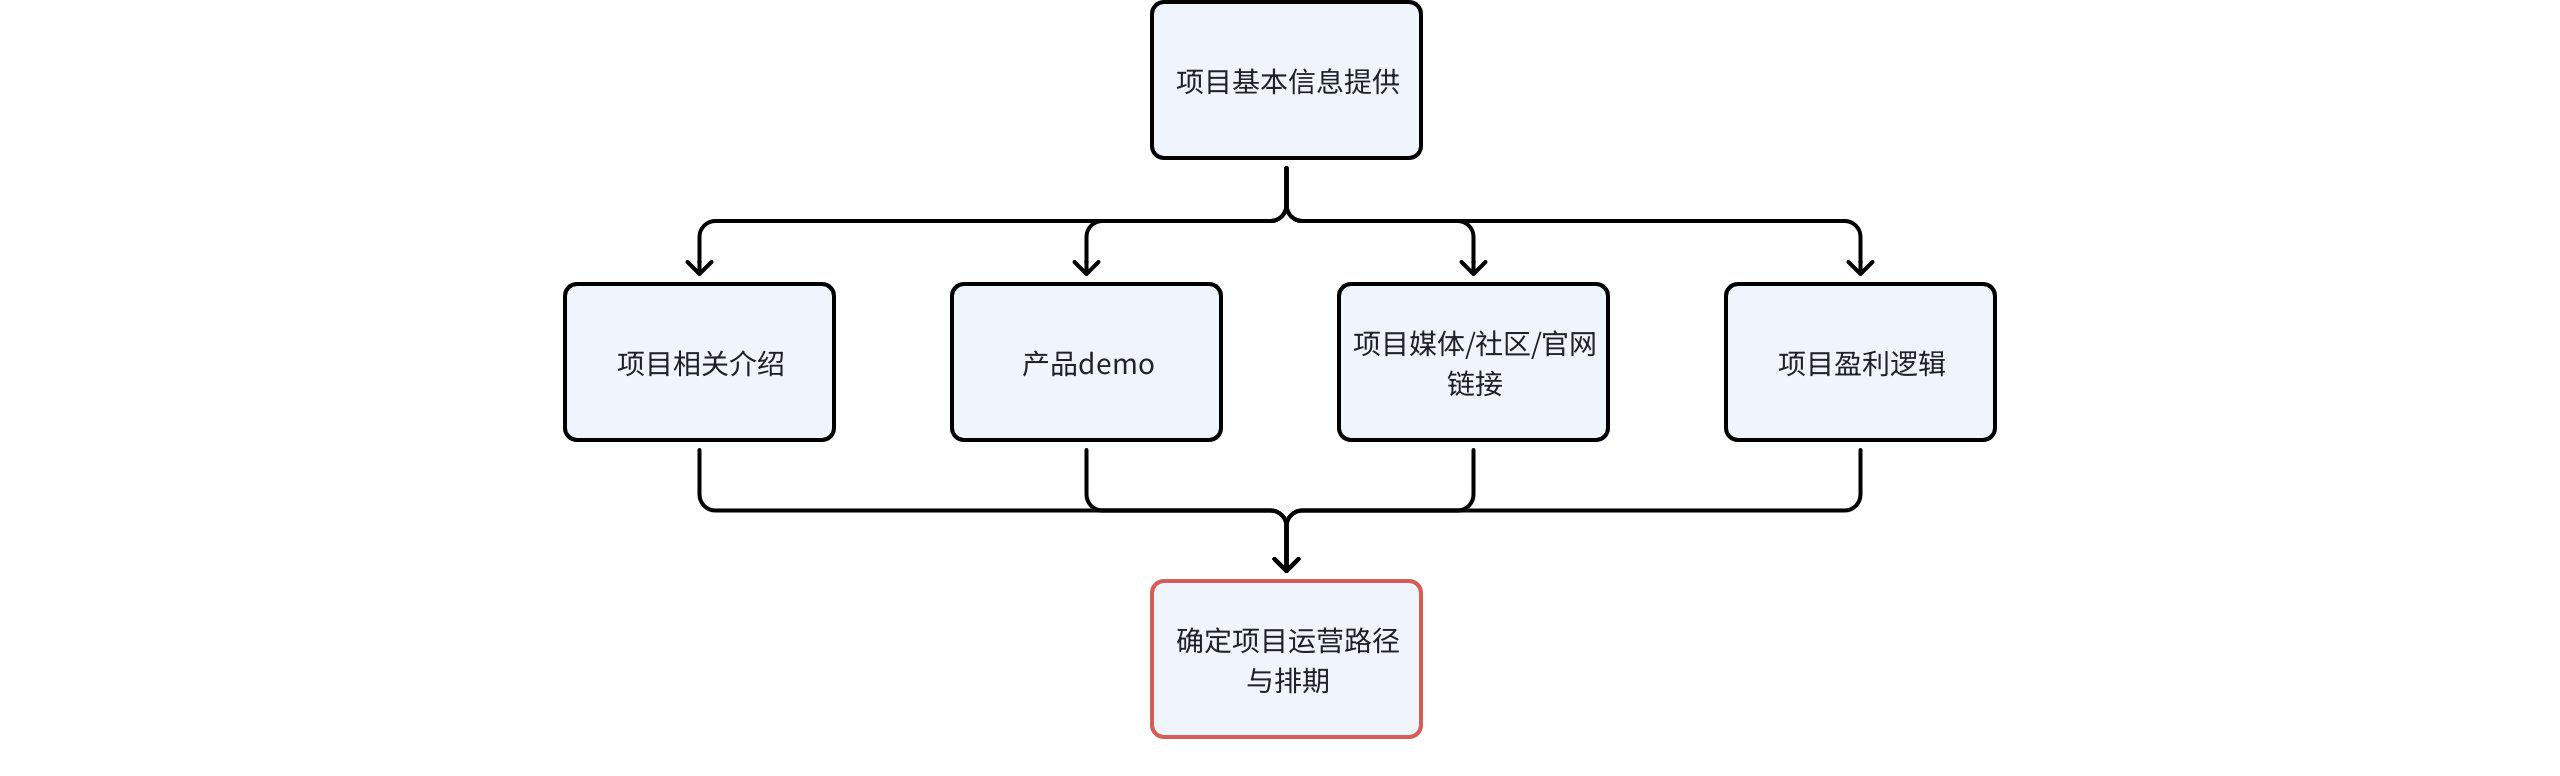 项目基本信息提供
项目相关介绍
产品demo
项目媒体/社区/官网
链接
项目盈利逻辑
确定项目运营路径
与排期